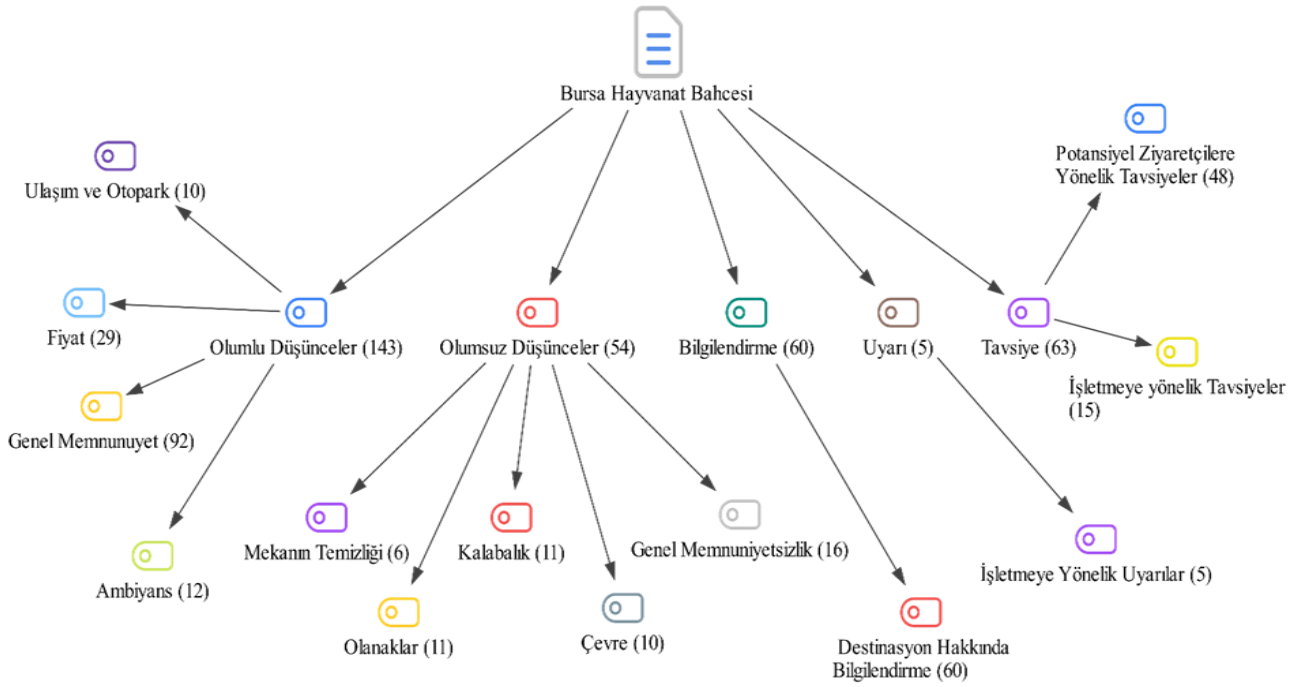 Bursa Hayvanat Bahcesi
Potansiyel Ziyaretçilere
Yönelik Tavsiyeler (48)
Ulaşım ve Otopark (10)
Fiyat (29)
Olumlu Düşünceler (143)
Olumsuz Düşünceler (54)
Bilgilendirme (60)
Uyarı (5)
Tavsiye (63)
İşletmeye yönelik Tavsiyeler
(15)
Genel Memnunuyet (92)
Mekanın Temizliği (6)
Kalabalık (11)
Genel Memnuniyetsizlik (16)
İşletmeye Yönelik Uyarılar (5)
Ambiyans (12)
Olanaklar (11)
Çevre (10)
Destinasyon Hakkında
Bilgilendirme (60)